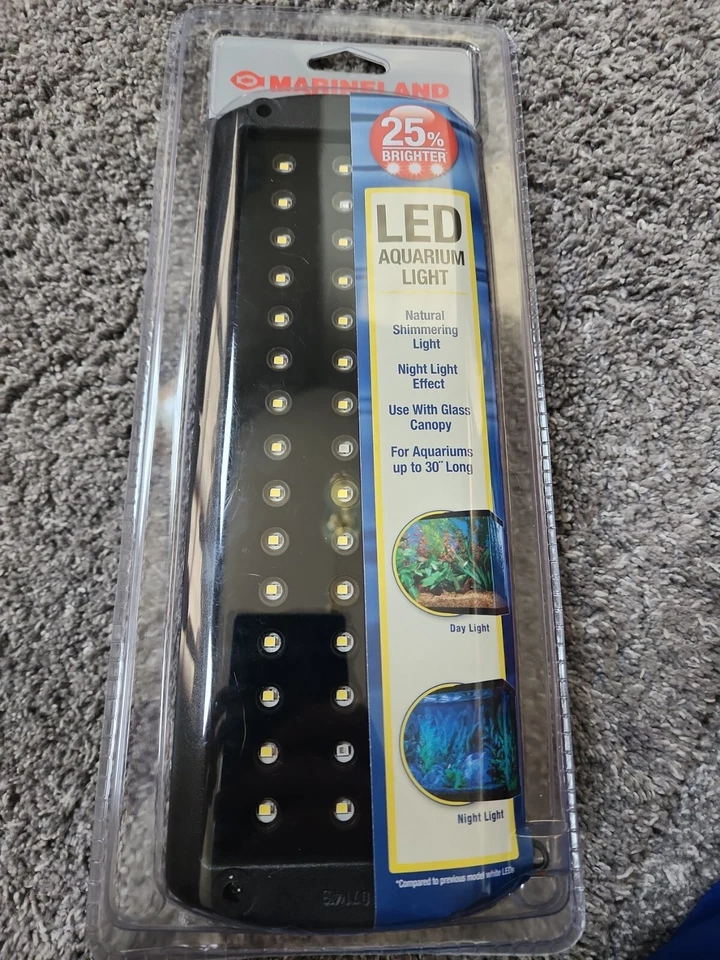 MARINELAND
25%
BRIGHTER*
LED
AQUARIUM
LIGHT
Natural
Shimmering
Light
Night Light
Effect
Use With Glass
Canopy
For Aquariums
up to 30" Long
Day Light
Night Light
*Compared to previous model white LEDs